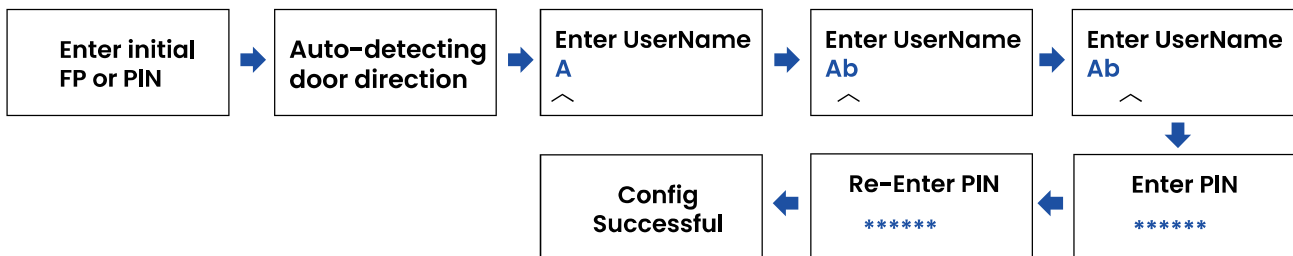 Enter initial
FP or PIN
Auto-detecting
door direction
Enter UserName
A
Enter UserName
Ab
Enter UserName
Ab
Enter PIN
******
Re-Enter PIN
******
Config
Successful